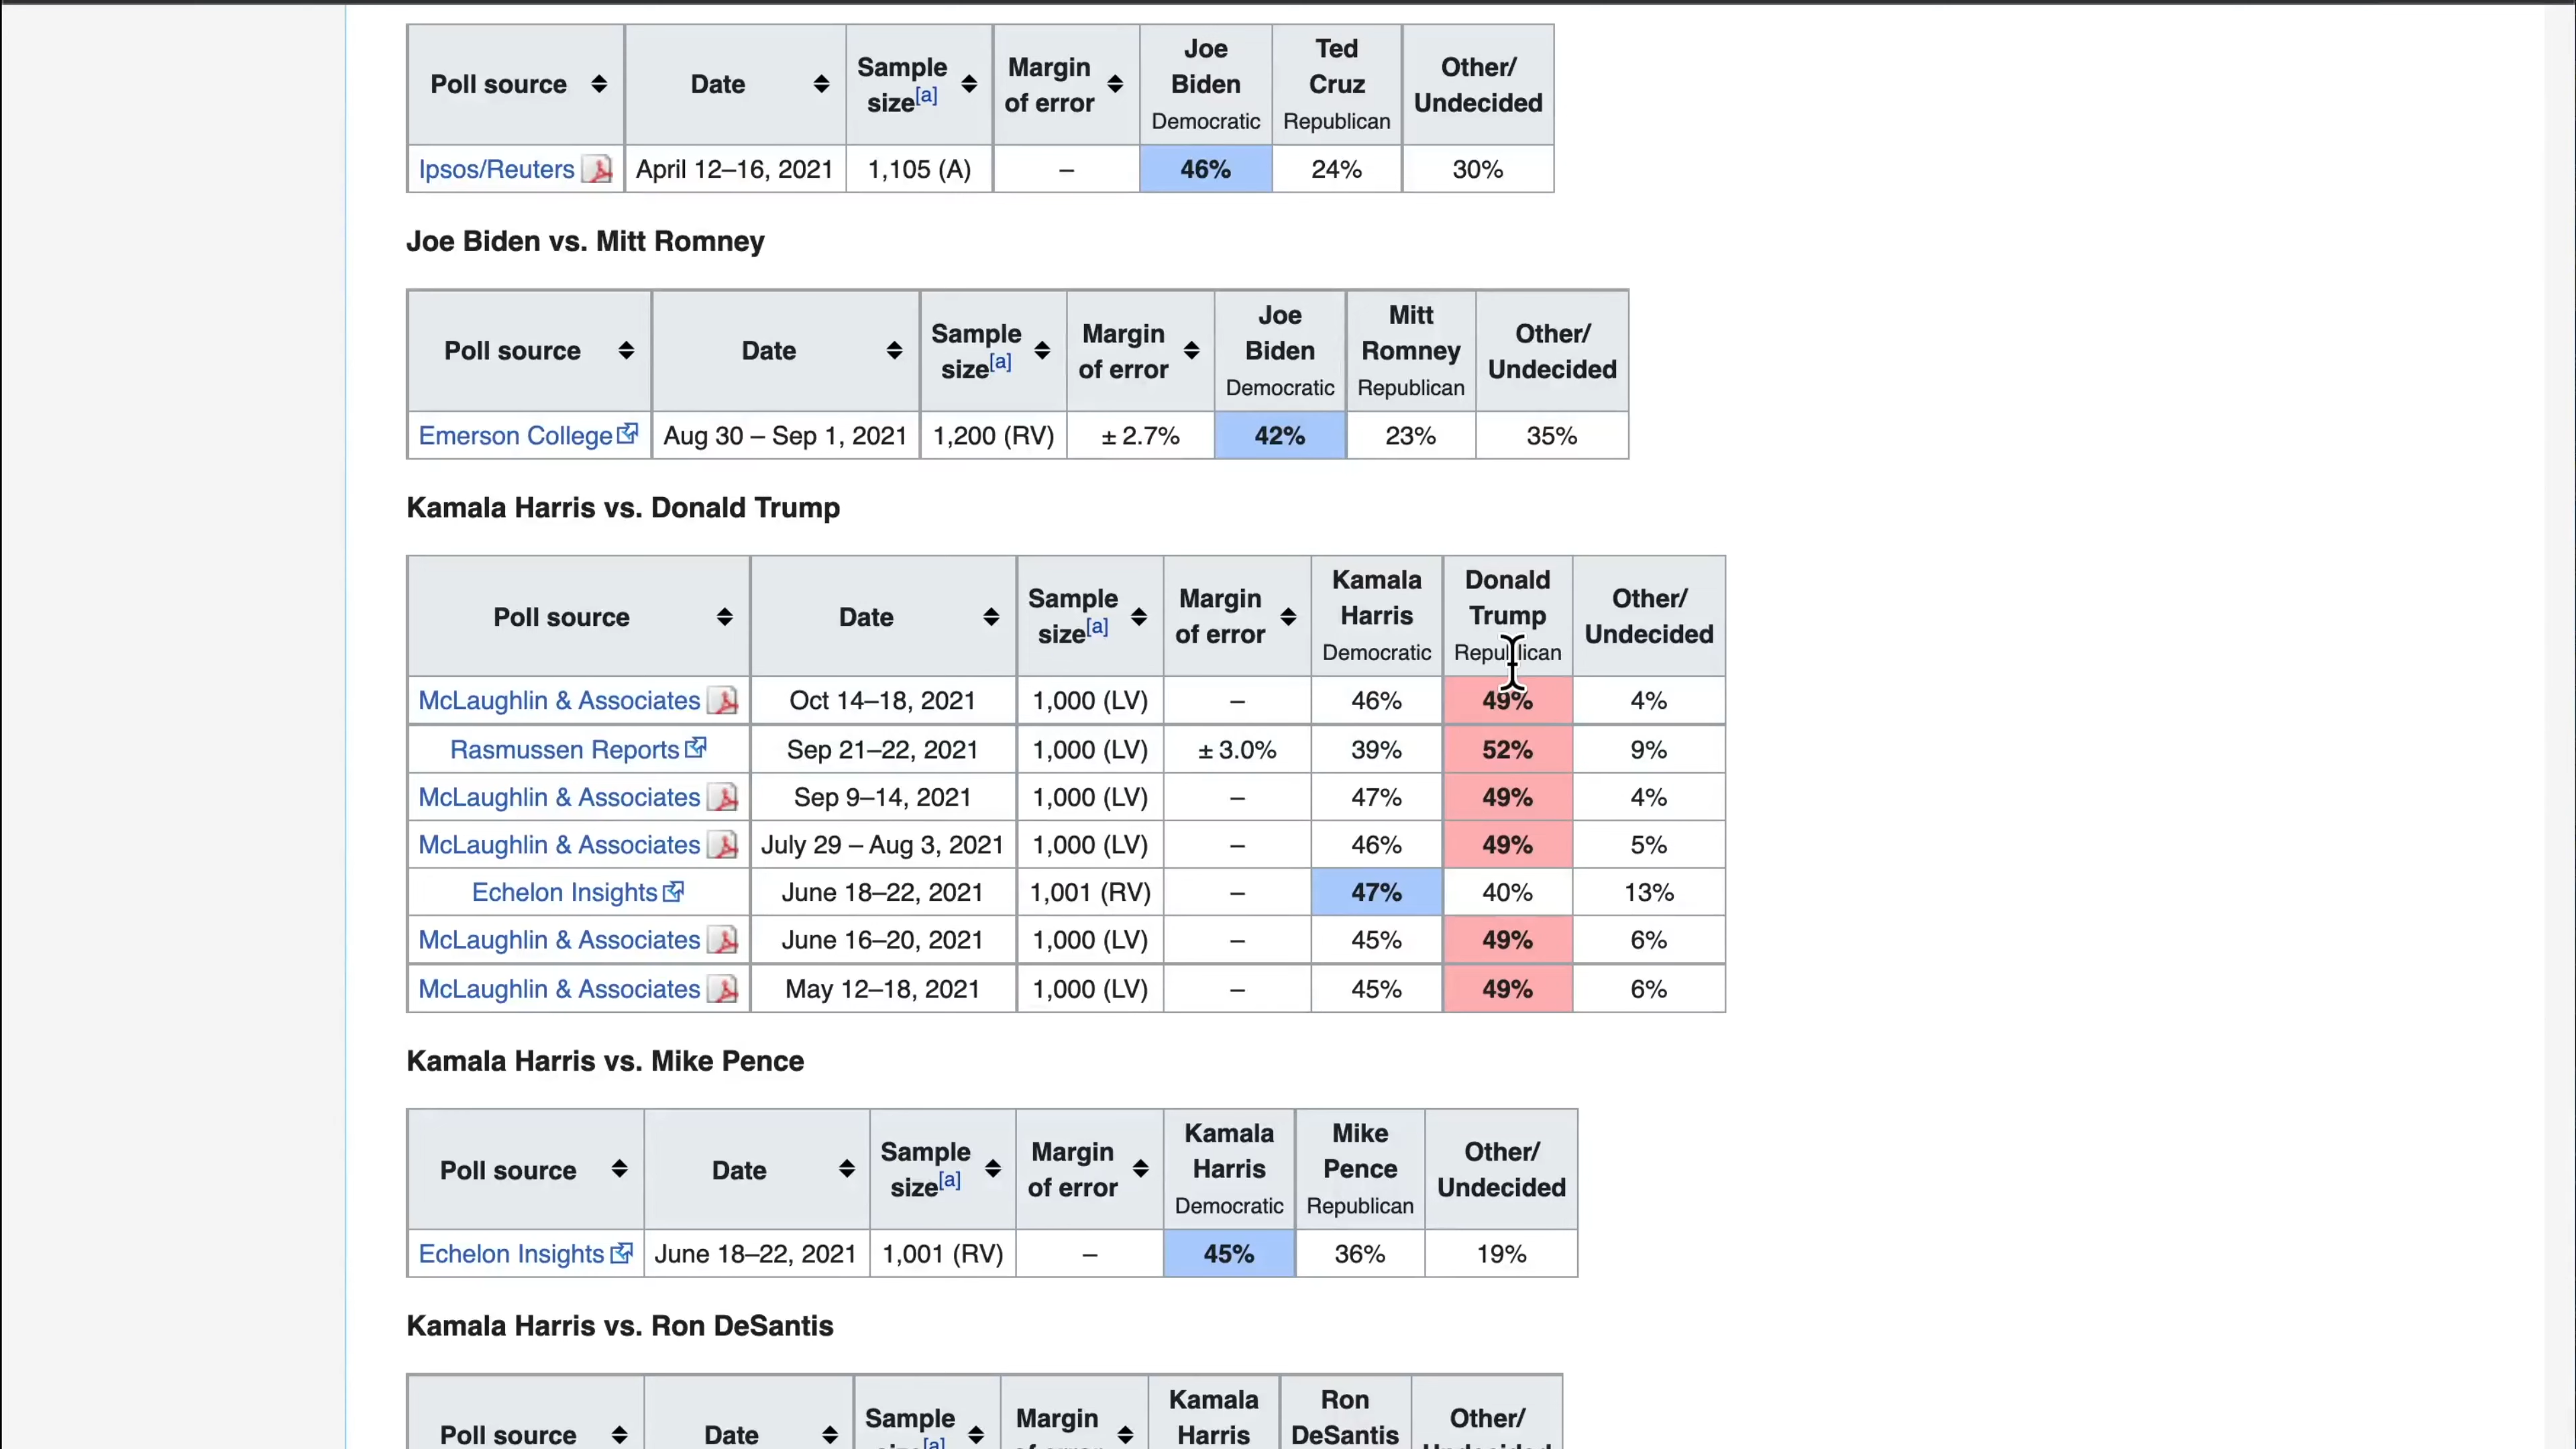 Poll source Date Sample size[a] Margin of error Joe Biden Democratic Ted Cruz Republican Other/ Undecided
Ipsos/Reuters April 12–16, 2021 1,105 (A) – 46% 24% 30%
Joe Biden vs. Mitt Romney
Poll source Date Sample size[a] Margin of error Joe Biden Democratic Mitt Romney Republican Other/ Undecided
Emerson College Aug 30 – Sep 1, 2021 1,200 (RV) ± 2.7% 42% 23% 35%
Kamala Harris vs. Donald Trump
Poll source Date Sample size[a] Margin of error Kamala Harris Democratic Donald Trump Republican Other/ Undecided
McLaughlin & Associates Oct 14–18, 2021 1,000 (LV) – 46% 49% 4%
Rasmussen Reports Sep 21–22, 2021 1,000 (LV) ± 3.0% 39% 52% 9%
McLaughlin & Associates Sep 9–14, 2021 1,000 (LV) – 47% 49% 4%
McLaughlin & Associates July 29 – Aug 3, 2021 1,000 (LV) – 46% 49% 5%
Echelon Insights June 18–22, 2021 1,001 (RV) – 47% 40% 13%
McLaughlin & Associates June 16–20, 2021 1,000 (LV) – 45% 49% 6%
McLaughlin & Associates May 12–18, 2021 1,000 (LV) – 45% 49% 6%
Kamala Harris vs. Mike Pence
Poll source Date Sample size[a] Margin of error Kamala Harris Democratic Mike Pence Republican Other/ Undecided
Echelon Insights June 18–22, 2021 1,001 (RV) – 45% 36% 19%
Kamala Harris vs. Ron DeSantis
Poll source Date Sample size[a] Margin of error Kamala Harris Ron DeSantis Other/ Undecided